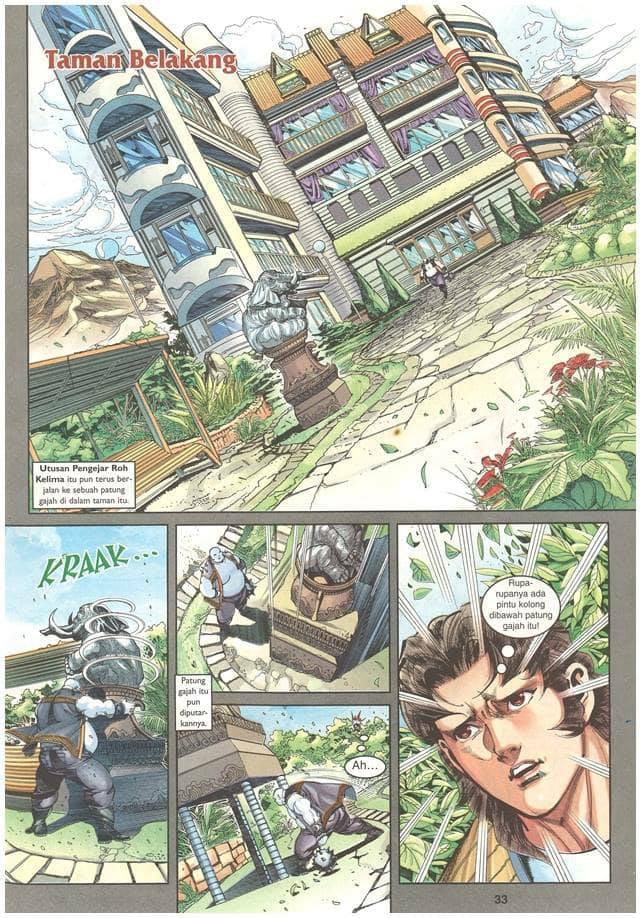 Taman Belakang
Utusan Pengejar Roh
Kelima itu pun terus ber-
jalan ke sebuah patung
gajah di dalam taman itu.
KRAAK...
Patung
gajah itu
pun
diputar-
kannya.
Ah...
Rupa-
rupanya ada
pintu kolong
dibawah patung
gajah itu!
33